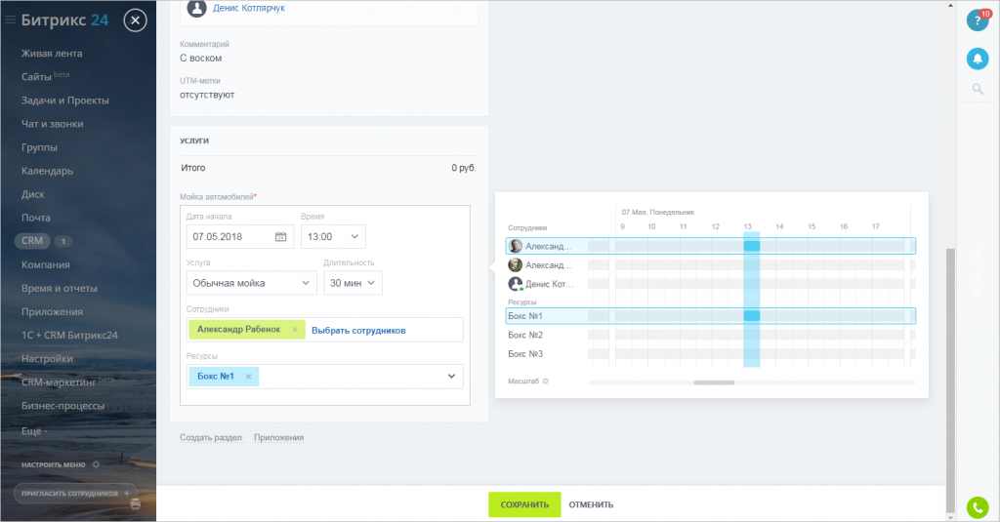 Битрикс 24
Живая лента
Сайты beta
Задачи и Проекты
Чат и звонки
Группы
Календарь
Диск
Почта
CRM 1
Компания
Время и отчеты
Приложения
1С + CRM Битрикс24
Настройки
CRM-маркетинг beta
Бизнес-процессы
Ещё -
НАСТРОИТЬ МЕНЮ
ПРИГЛАСИТЬ СОТРУДНИКОВ +
Денис Котлярчук
Комментарий
С воском
UTM-метки
отсутствуют
УСЛУГИ
Итого 0 руб.
Мойка автомобилей*
Дата начала Время
07.05.2018 13:00
Услуга Длительность
Обычная мойка 30 мин
Сотрудники
Александр Рабенок × Выбрать сотрудников
Ресурсы
Бокс №1 ×
Создать раздел Приложения
07 Мая, Понедельник
Сотрудники 9 10 11 12 13 14 15 16 17
Александ...
Александ...
Денис Кот...
Ресурсы
Бокс №1
Бокс №2
Бокс №3
Масштаб
СОХРАНИТЬ ОТМЕНИТЬ
? 10